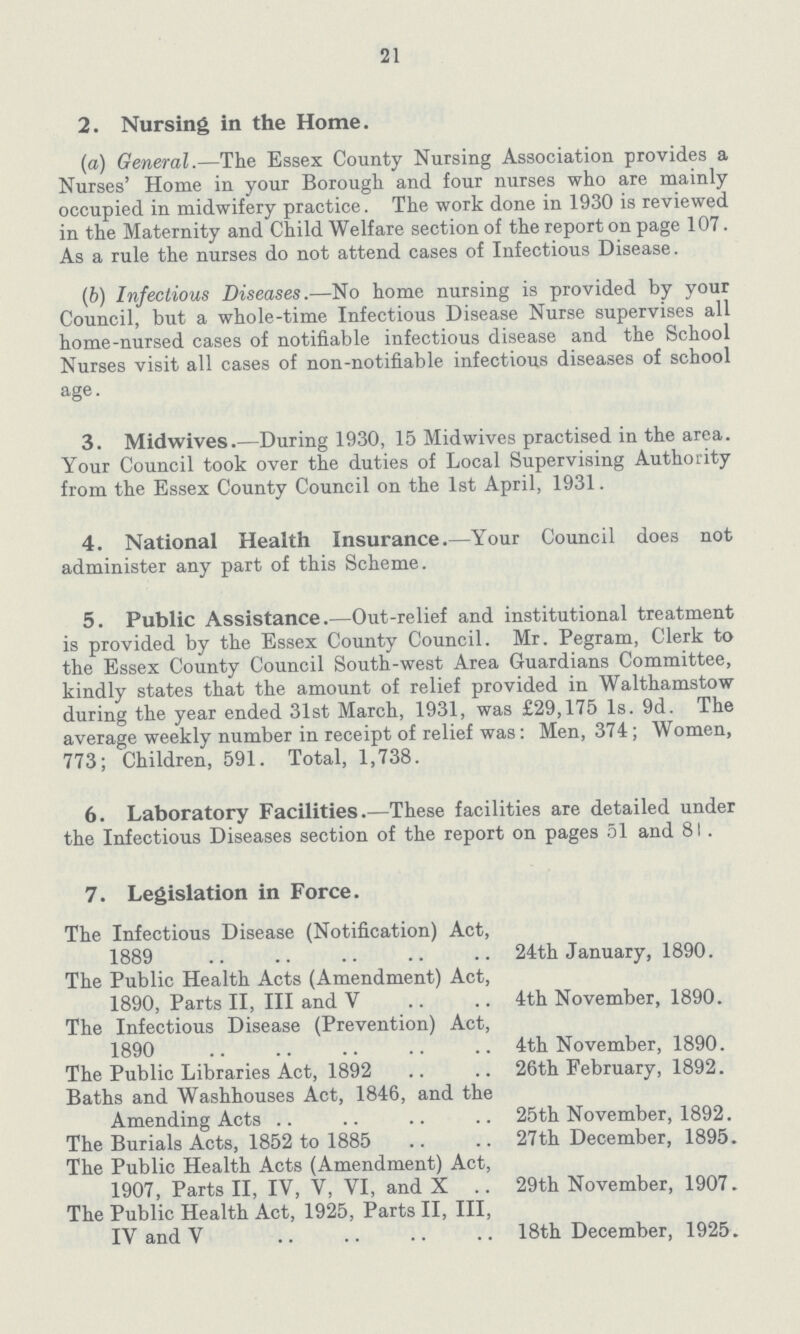 21
2. Nursing in the Home.
(a) General.—The Essex County Nursing Association provides a
Nurses' Home in your Borough and four nurses who are mainly
occupied in midwifery practice. The work done in 1930 is reviewed
in the Maternity and Child Welfare section of the report on page 107.
As a rule the nurses do not attend cases of Infectious Disease.
(b) Infectious Diseases.—No home nursing is provided by your
Council, but a whole-time Infectious Disease Nurse supervises all
home-nursed cases of notifiable infectious disease and the School
Nurses visit all cases of non-notifiable infectious diseases of school
age.
3. Midwives.—During 1930, 15 Midwives practised in the area.
Your Council took over the duties of Local Supervising Authority
from the Essex County Council on the 1st April, 1931.
4. National Health Insurance.—Your Council does not
administer any part of this Scheme.
5. Public Assistance.—Out-relief and institutional treatment
is provided by the Essex County Council. Mr. Pegram, Clerk to
the Essex County Council South-west Area Guardians Committee,
kindly states that the amount of relief provided in Walthamstow
during the year ended 31st March, 1931, was £29,175 1s. 9d. The
average weekly number in receipt of relief was: Men, 374; Women,
773; Children, 591. Total, 1,738.
6. Laboratory Facilities.—These facilities are detailed under
the Infectious Diseases section of the report on pages 51 and 81.
7. Legislation in Force.
The Infectious Disease (Notification) Act,
1889 .. .. .. .. .. 24th January, 1890.
The Public Health Acts (Amendment) Act,
1890, Parts II, III and V .. .. 4th November, 1890.
The Infectious Disease (Prevention) Act,
1890 .. .. .. .. .. 4th November, 1890.
The Public Libraries Act, 1892 .. .. 26th February, 1892.
Baths and Washhouses Act, 1846, and the
Amending Acts .. .. .. .. 25th November, 1892.
The Burials Acts, 1852 to 1885 .. .. 27th December, 1895.
The Public Health Acts (Amendment) Act,
1907, Parts II, IV, V, VI, and X .. 29th November, 1907.
The Public Health Act, 1925, Parts II, III,
IV and V .. .. .. .. 18th December, 1925.